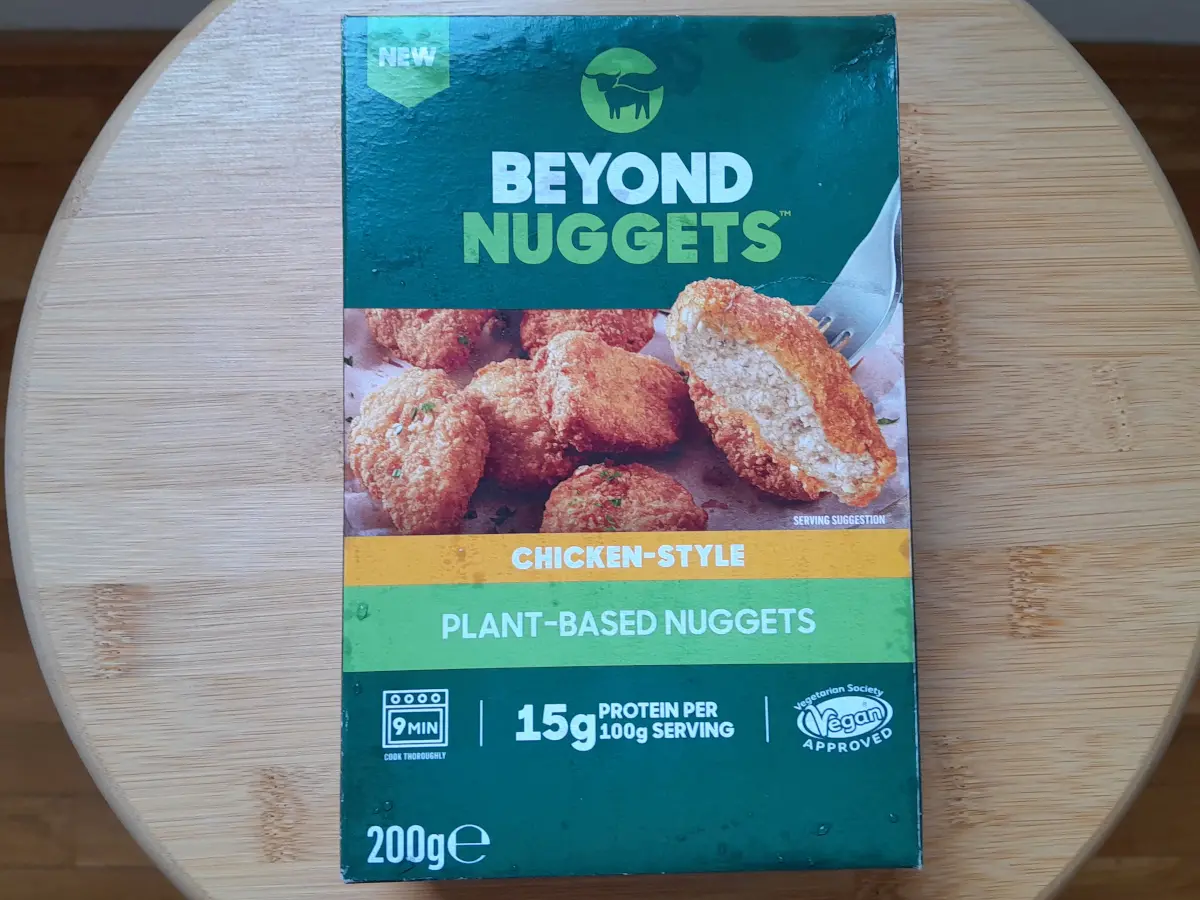 NEW
BEYOND
NUGGETS™
SERVING SUGGESTION
CHICKEN-STYLE
PLANT-BASED NUGGETS
9 MIN
COOK THOROUGHLY
15g PROTEIN PER
100g SERVING
Vegetarian Society
Vegan®
APPROVED
200g℮